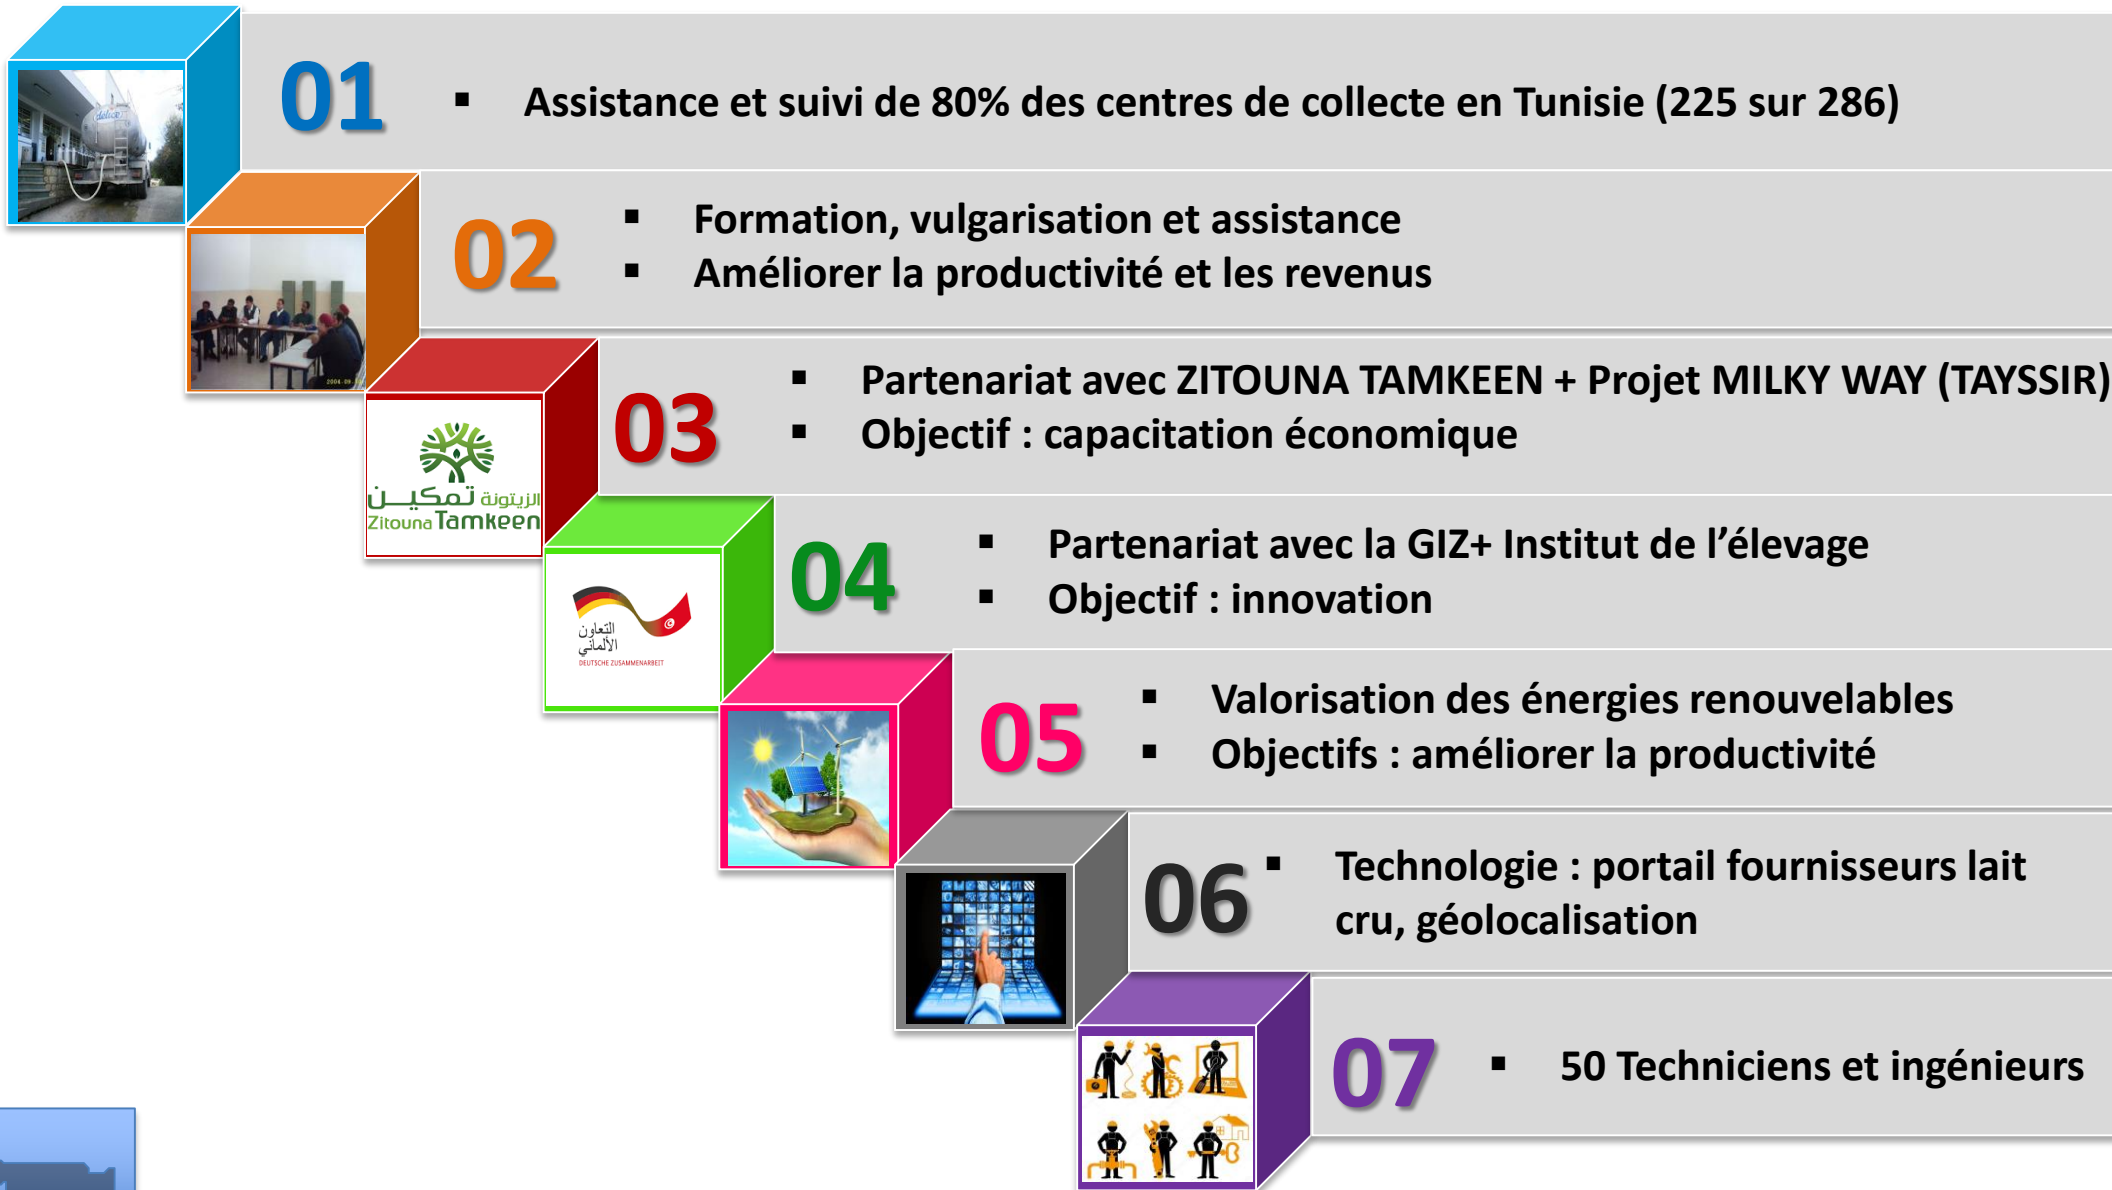 délice
01
▪ Assistance et suivi de 80% des centres de collecte en Tunisie (225 sur 286)
02
▪ Formation, vulgarisation et assistance
▪ Améliorer la productivité et les revenus
03
▪ Partenariat avec ZITOUNA TAMKEEN + Projet MILKY WAY (TAYSSIR)
▪ Objectif : capacitation économique
الزيتونة تمكيـن
Zitouna Tamkeen
04
▪ Partenariat avec la GIZ+ Institut de l’élevage
▪ Objectif : innovation
التعاون
الألماني
DEUTSCHE ZUSAMMENARBEIT
05
▪ Valorisation des énergies renouvelables
▪ Objectifs : améliorer la productivité
06
▪ Technologie : portail fournisseurs lait
cru, géolocalisation
07
▪ 50 Techniciens et ingénieurs